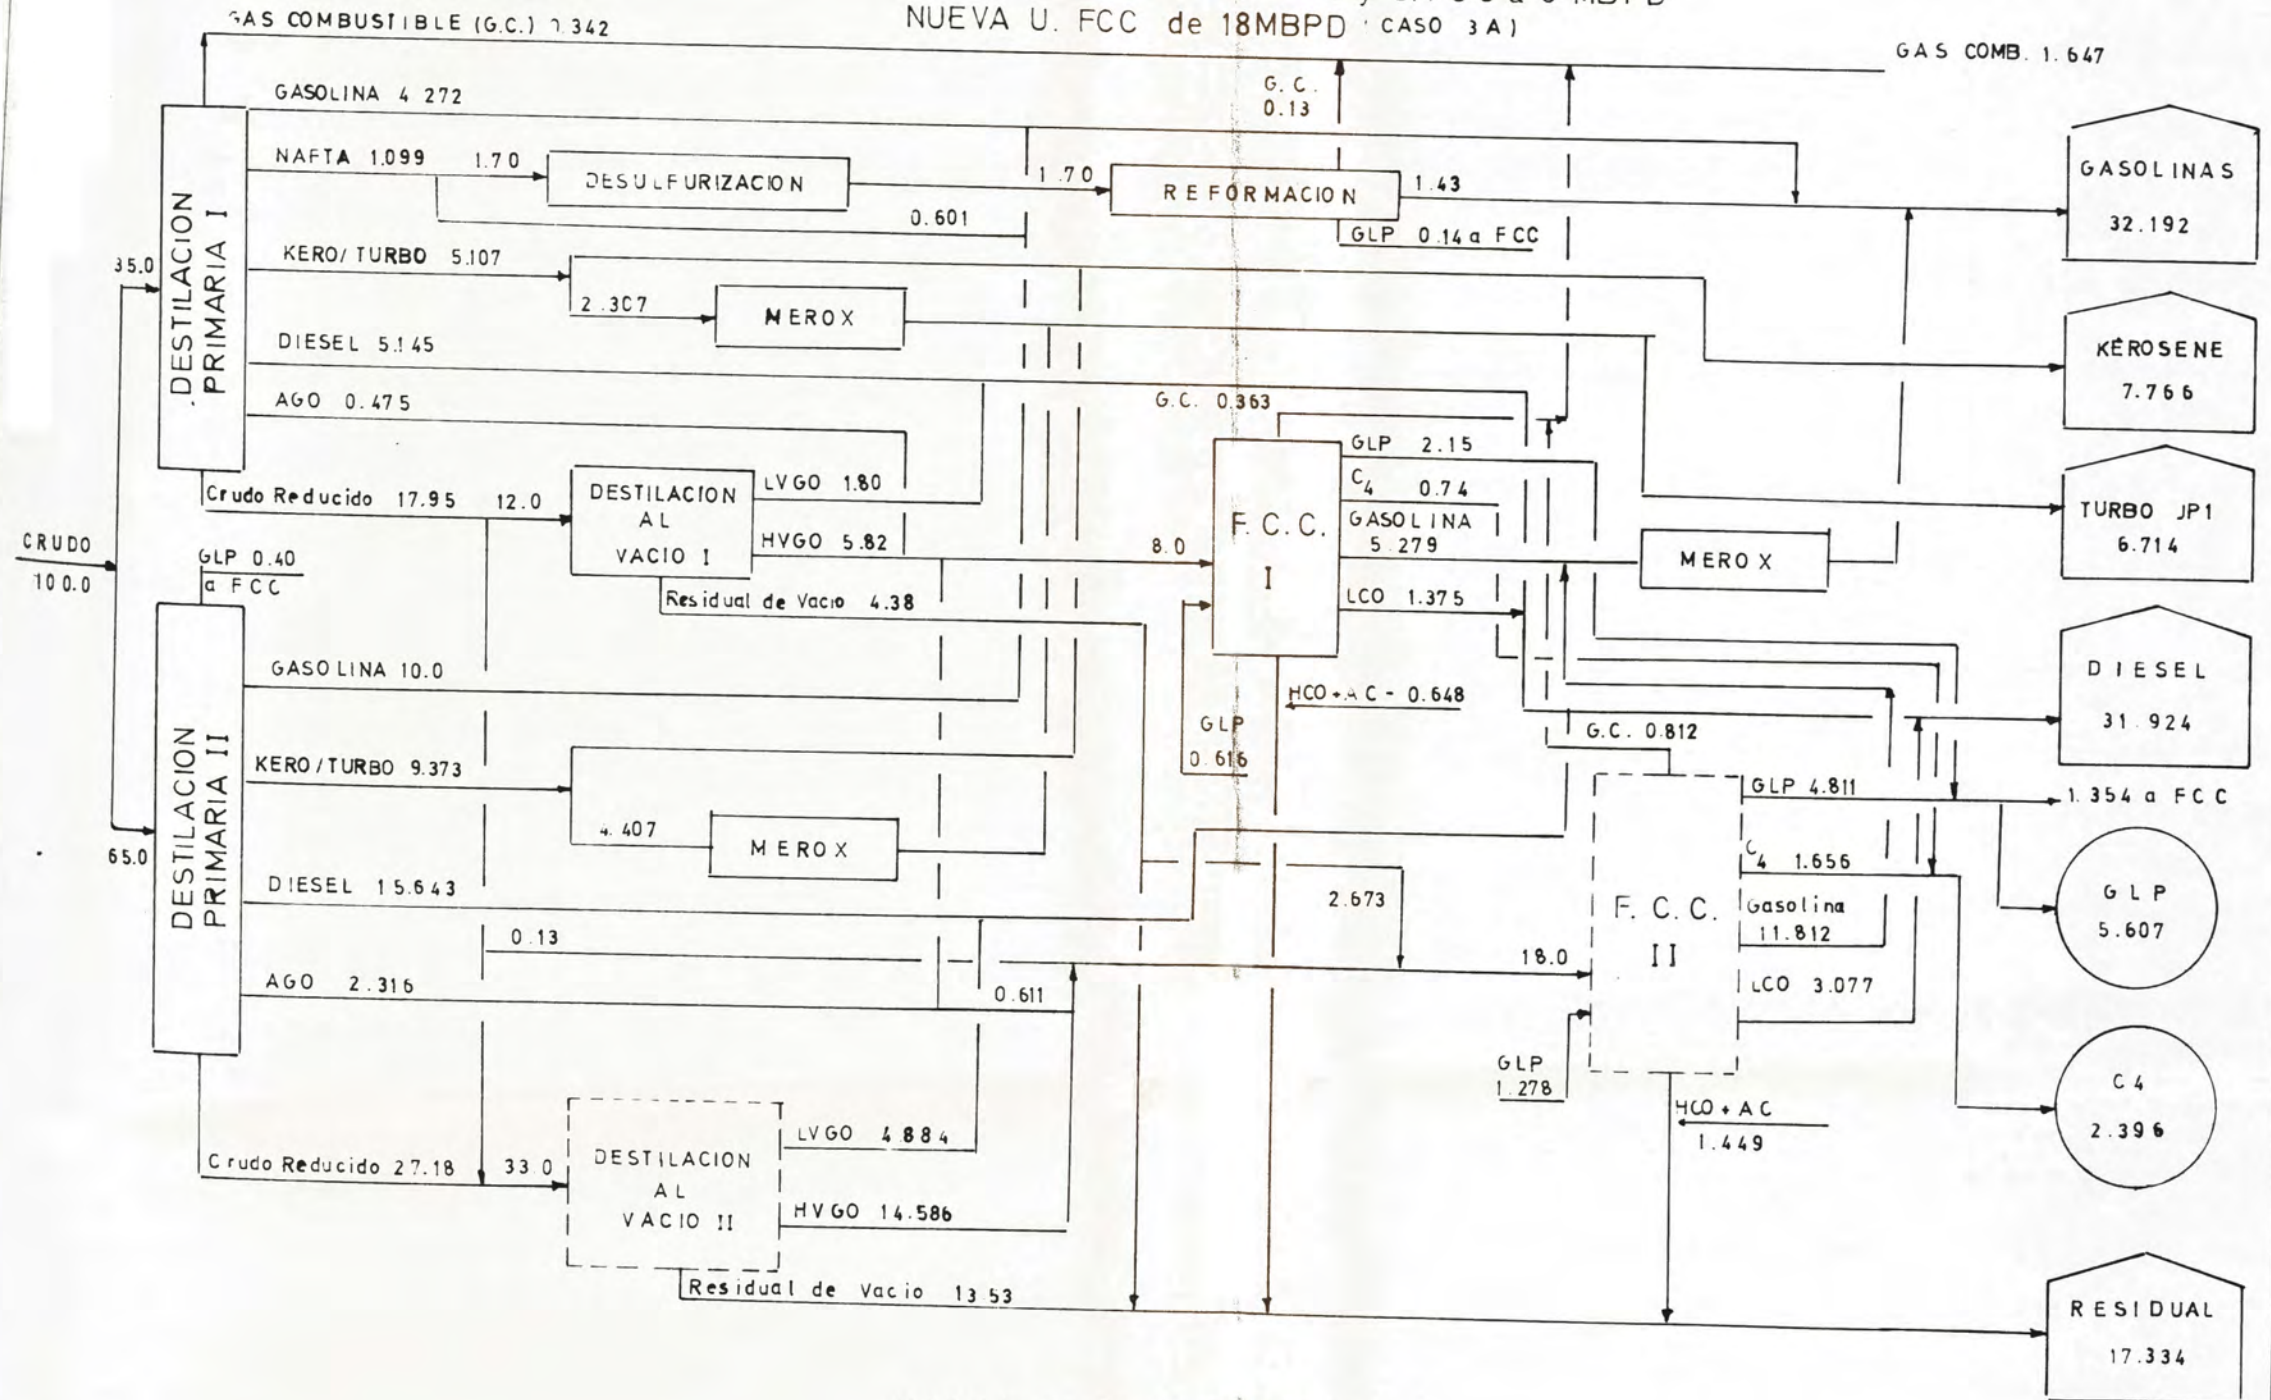 NUEVA U. FCC de 18MBPD CASO 3A)
GAS COMBUSTIBLE (G.C.) 0.342
GAS COMB. 1.647
G.C.
0.13
GASOLINA 4 272
NAFTA 1.099
1.70
DESULFURIZACION
1.70
REFORMACION
1.43
0.601
GLP 0.14 a FCC
GASOLINAS
32.192
DESTILACION
PRIMARIA I
35.0
KERO/TURBO 5.107
2.307
MEROX
KEROSENE
7.766
DIESEL 5.145
AGO 0.475
G.C. 0.363
Crudo Reducido 17.95
12.0
DESTILACION
AL
VACIO I
LVGO 1.80
HVGO 5.82
Residual de Vacio 4.38
8.0
F.C.C.
I
GLP 2.15
C4 0.74
GASOLINA
5.279
LCO 1.375
MEROX
TURBO JP1
6.714
CRUDO
100.0
GLP 0.40
a FCC
GLP
0.616
HCO+AC - 0.648
DIESEL
31.924
DESTILACION
PRIMARIA II
65.0
GASOLINA 10.0
KERO/TURBO 9.373
4.407
MEROX
DIESEL 15.643
0.13
AGO 2.316
0.611
2.673
18.0
G.C. 0.812
F.C.C.
II
GLP 4.811
1.354 a FCC
C4 1.656
Gasolina
11.812
LCO 3.077
GLP
5.607
GLP
1.278
HCO+AC
1.449
C4
2.396
Crudo Reducido 27.18
33.0
DESTILACION
AL
VACIO II
LVGO 4.884
HVGO 14.586
Residual de Vacio 13.53
RESIDUAL
17.334